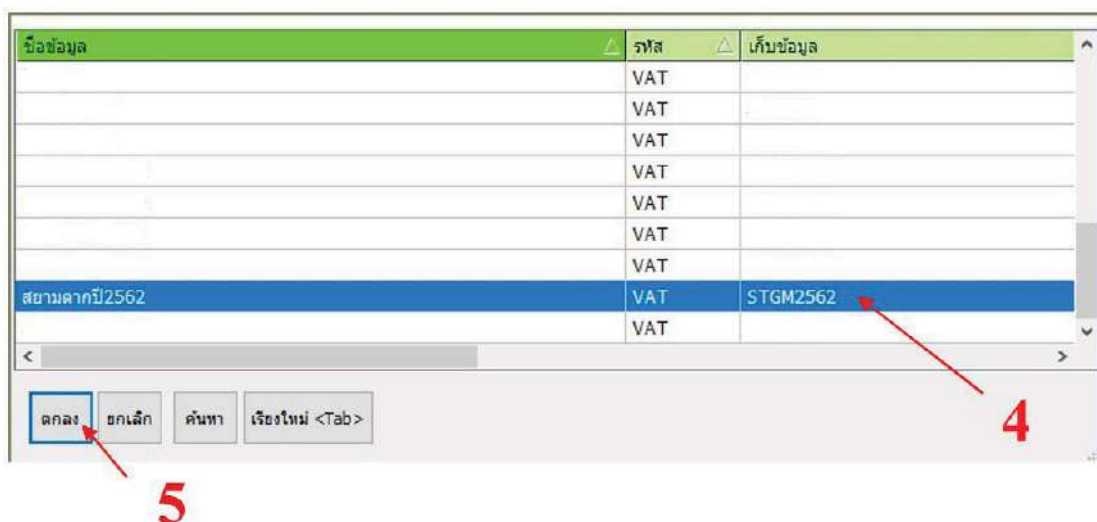 ชื่อข้อมูล รหัส เก็บข้อมูล
VAT
VAT
VAT
VAT
VAT
VAT
VAT
สยามตากปี2562 VAT STGM2562
VAT
ตกลง ยกเลิก ค้นหา เรียงใหม่ <Tab>
4
5